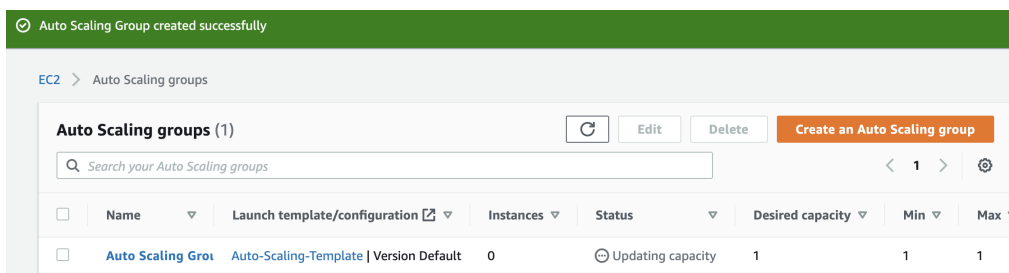 Auto Scaling Group created successfully
EC2 > Auto Scaling groups
Auto Scaling groups (1)
Edit
Delete
Create an Auto Scaling group
Search your Auto Scaling groups
< 1 >
Name Launch template/configuration Instances Status Desired capacity Min Max
Auto Scaling Grou Auto-Scaling-Template | Version Default 0 Updating capacity 1 1 1